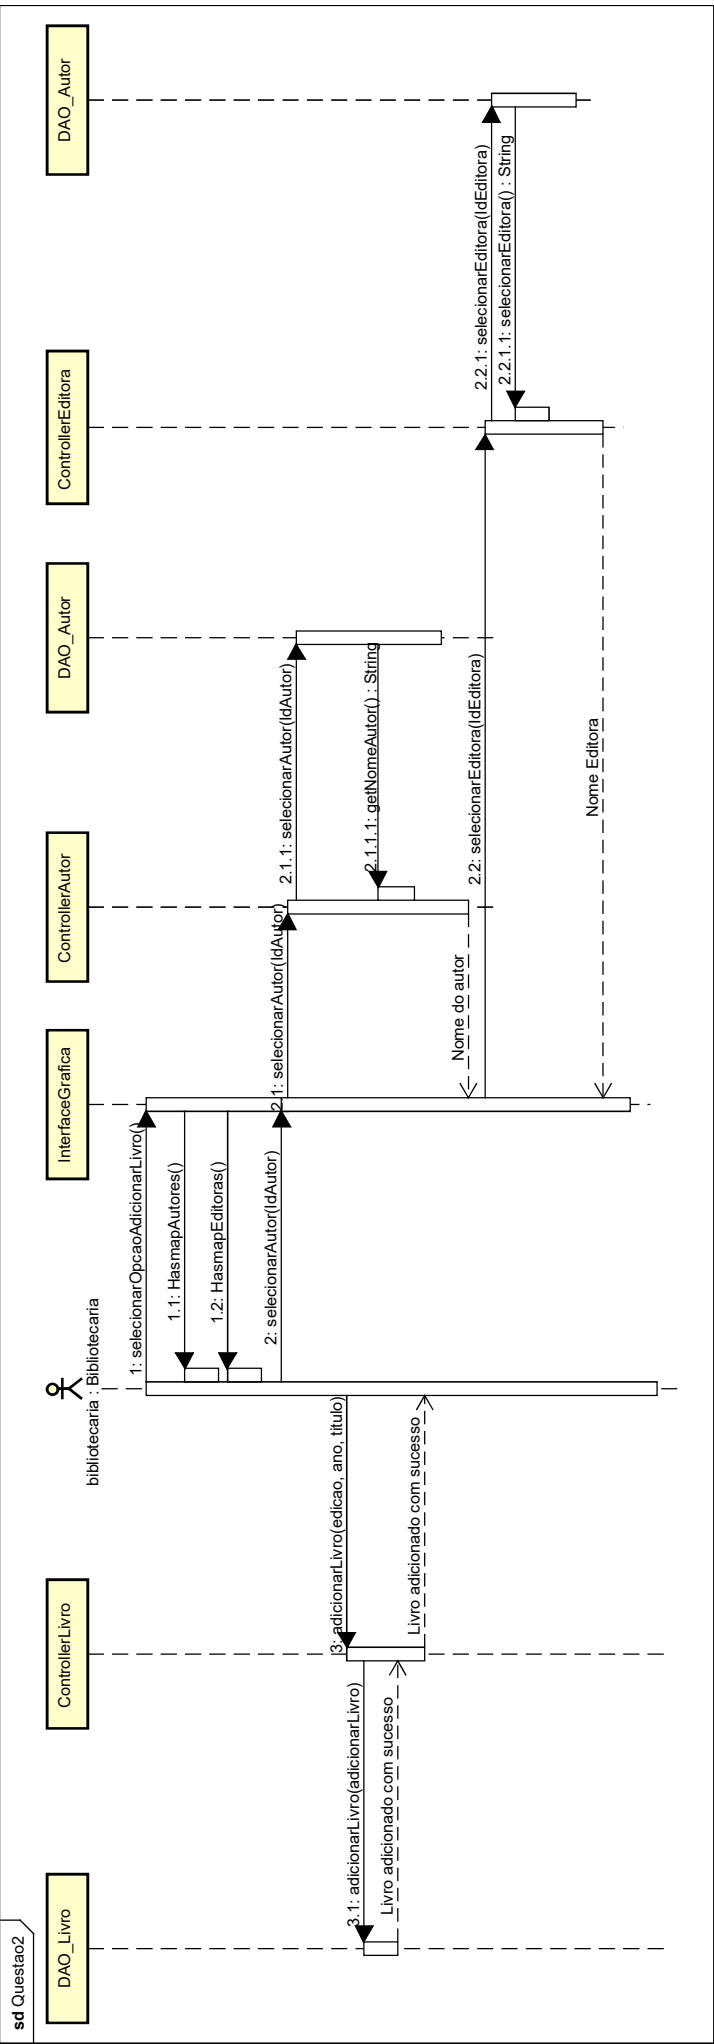 sd Questao2
DAO_Livro
ControllerLivro
bibliotecaria : Bibliotecaria
InterfaceGrafica
ControllerAutor
DAO_Autor
ControllerEditora
DAO_Autor
1: selecionarOpcaoAdicionarLivro()
1.1: HasmapAutores()
1.2: HasmapEditoras()
2: selecionarAutor(IdAutor)
2.1: selecionarAutor(IdAutor)
2.1.1: selecionarAutor(IdAutor)
3: adicionarLivro(edicao, ano, titulo)
3.1: adicionarLivro(adicionarLivro)
2.1.1.1: getNomeAutor() : String
Livro adicionado com sucesso
Livro adicionado com sucesso
Nome do autor
2.2: selecionarEditora(IdEditora)
2.2.1: selecionarEditora(IdEditora)
2.2.1.1: selecionarEditora() : String
Nome Editora